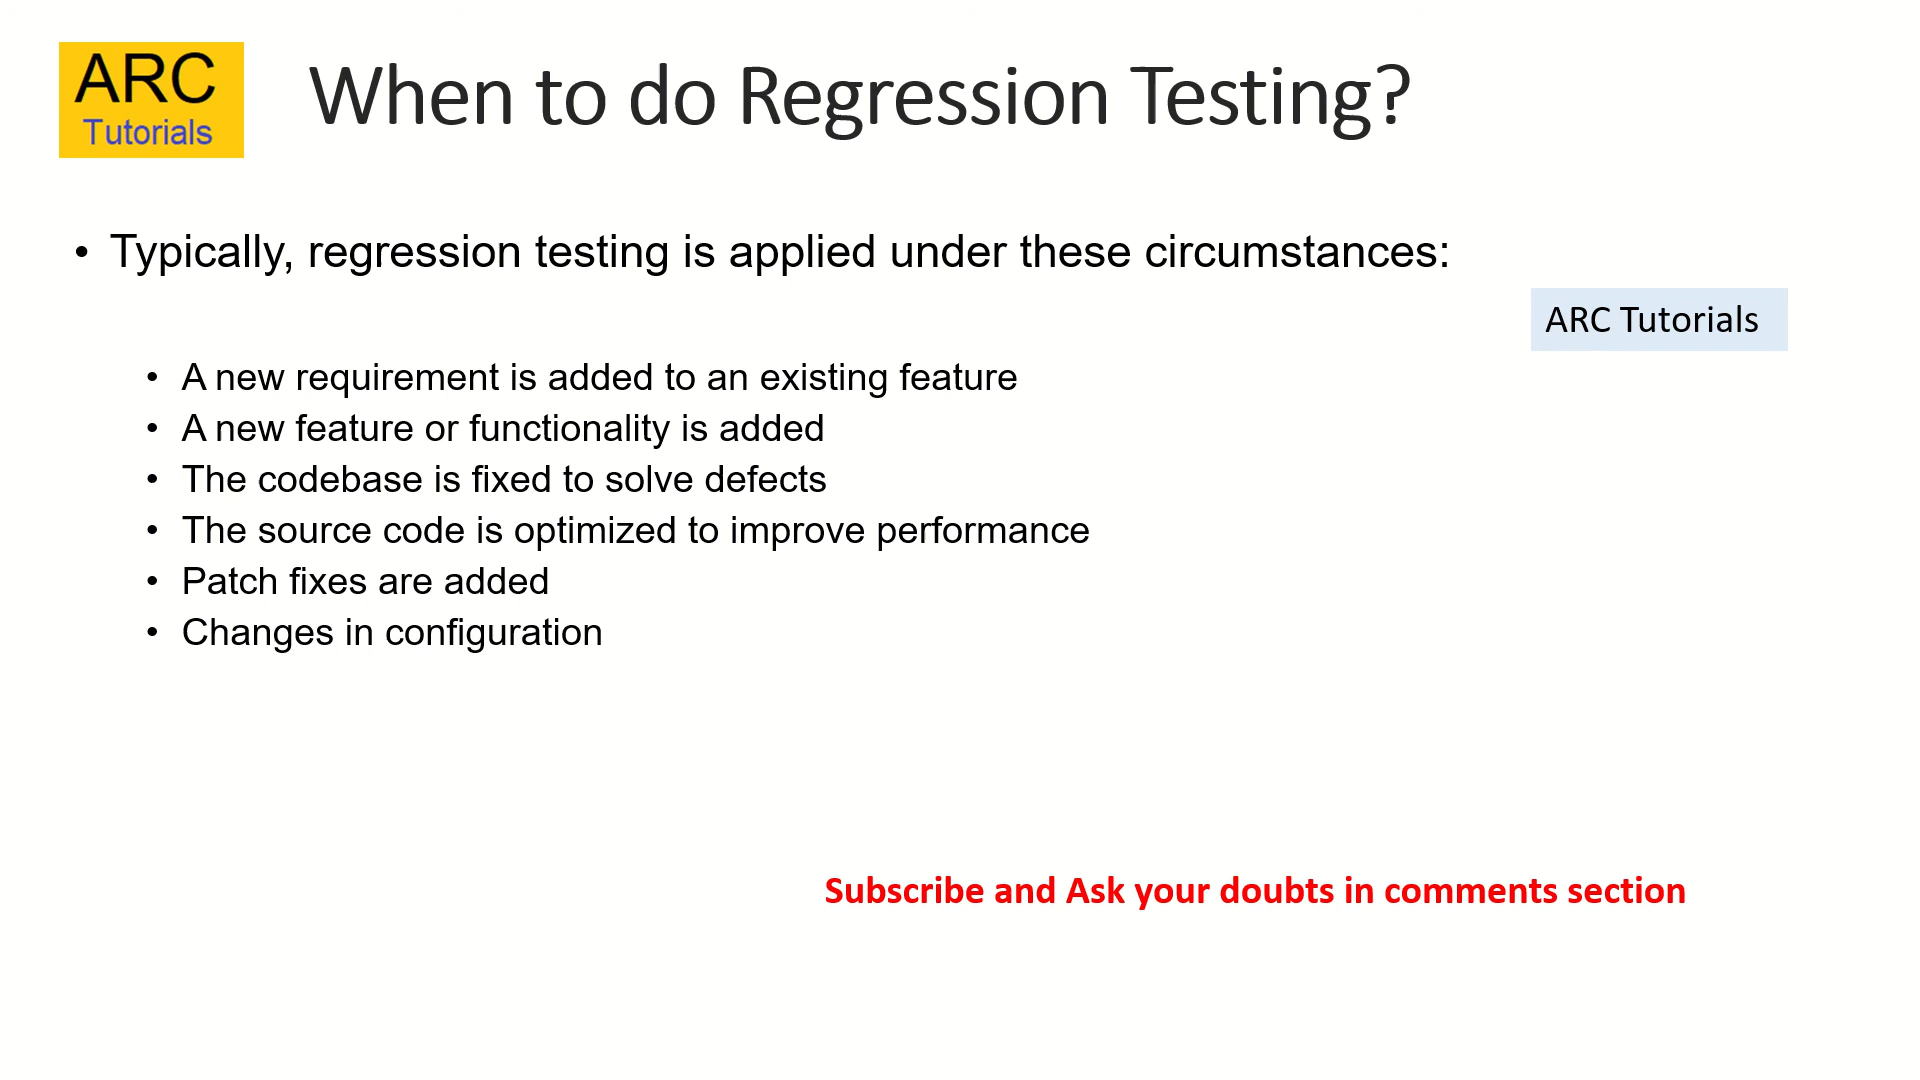 ARC
Tutorials
When to do Regression Testing?
• Typically, regression testing is applied under these circumstances:
ARC Tutorials
• A new requirement is added to an existing feature
• A new feature or functionality is added
• The codebase is fixed to solve defects
• The source code is optimized to improve performance
• Patch fixes are added
• Changes in configuration
Subscribe and Ask your doubts in comments section